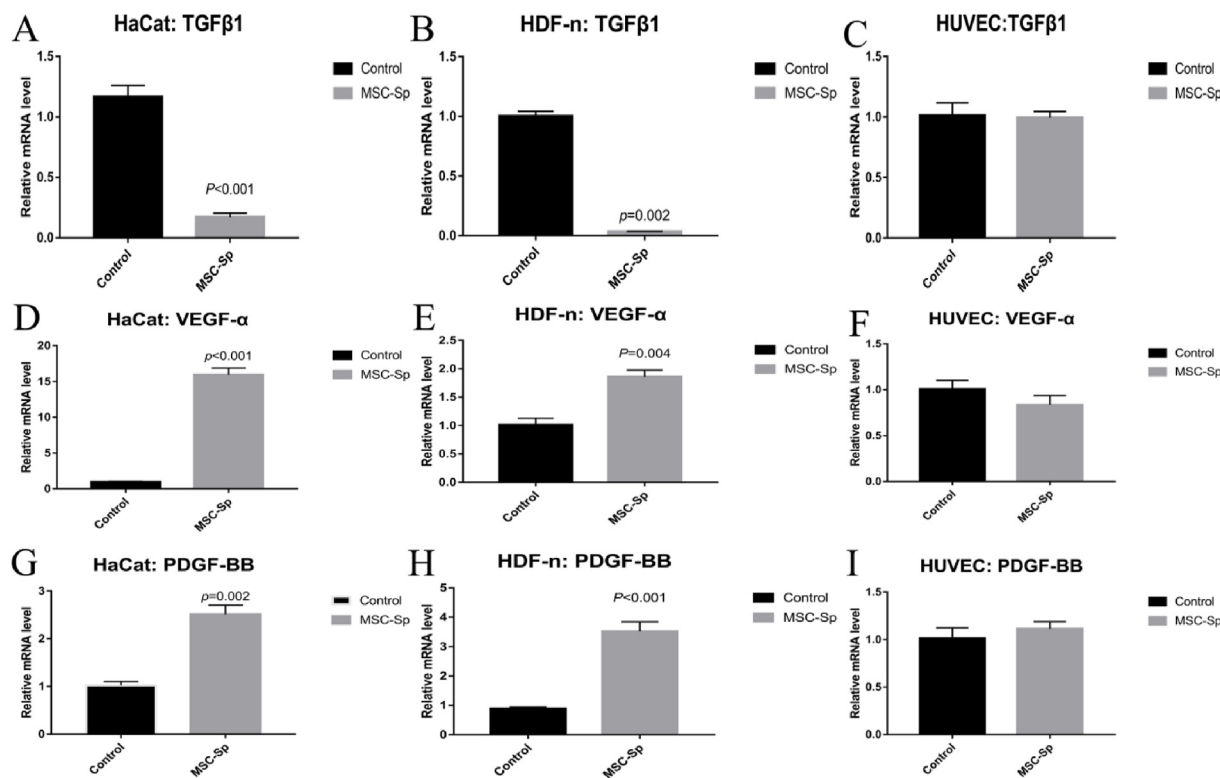 A
HaCat: TGFβ1
Relative mRNA level
1.5
1.0
0.5
0.0
P<0.001
Control
MSC-Sp
Control
MSC-Sp
B
HDF-n: TGFβ1
Relative mRNA level
1.5
1.0
0.5
0.0
p=0.002
Control
MSC-Sp
Control
MSC-Sp
C
HUVEC:TGFβ1
Relative mRNA level
1.5
1.0
0.5
0.0
Control
MSC-Sp
Control
MSC-Sp
D
HaCat: VEGF-α
Relative mRNA level
20
15
10
5
0
p<0.001
Control
MSC-Sp
Control
MSC-Sp
E
HDF-n: VEGF-α
Relative mRNA level
2.5
2.0
1.5
1.0
0.5
0.0
P=0.004
Control
MSC-Sp
Control
MSC-Sp
F
HUVEC: VEGF-α
Relative mRNA level
1.5
1.0
0.5
0.0
Control
MSC-Sp
Control
MSC-Sp
G
HaCat: PDGF-BB
Relative mRNA level
3
2
1
0
p=0.002
Control
MSC-Sp
Control
MSC-Sp
H
HDF-n: PDGF-BB
Relative mRNA level
5
4
3
2
1
0
P<0.001
Control
MSC-Sp
Control
MSC-Sp
I
HUVEC: PDGF-BB
Relative mRNA level
1.5
1.0
0.5
0.0
Control
MSC-Sp
Control
MSC-Sp